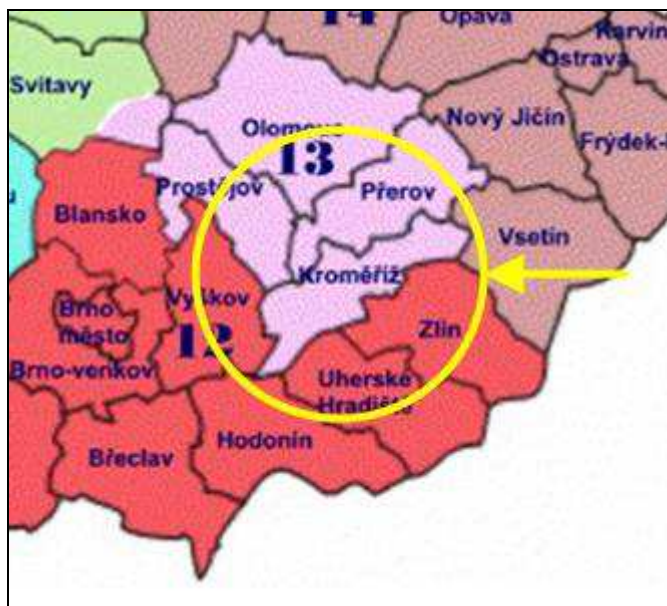 14
Opava
Karvin
Ostrava
Svitavy
Nový Jičín
Olomouc
Frýdek-
13
Prostějov
Přerov
Blansko
Vsetín
Kroměříž
Vyškov
Brno
město
Zlín
12
Brno-venkov
Uherské
Hradiště
Hodonín
Břeclav